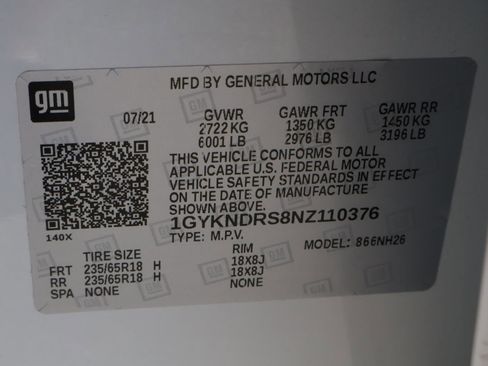 gm
MFD BY GENERAL MOTORS LLC
07/21 GVWR GAWR FRT GAWR RR
2722 KG 1350 KG 1450 KG
6001 LB 2976 LB 3196 LB
THIS VEHICLE CONFORMS TO ALL
APPLICABLE U.S. FEDERAL MOTOR
VEHICLE SAFETY STANDARDS IN EFFECT
ON THE DATE OF MANUFACTURE
SHOWN ABOVE.
140X 1GYKNDRS8NZ110376
TYPE: M.P.V. MODEL: 866NH26
TIRE SIZE RIM
FRT 235/65R18 H 18X8J
RR 235/65R18 H 18X8J
SPA NONE NONE